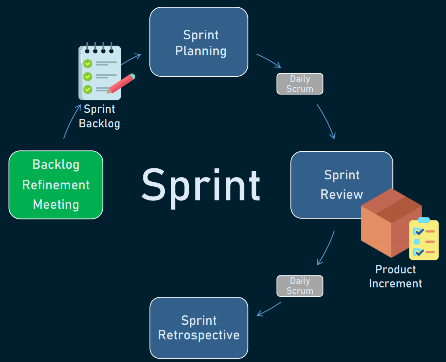 Sprint
Planning
Daily
Scrum
Sprint
Backlog
Backlog
Refinement
Meeting
Sprint
Sprint
Review
Product
Increment
Daily
Scrum
Sprint
Retrospective